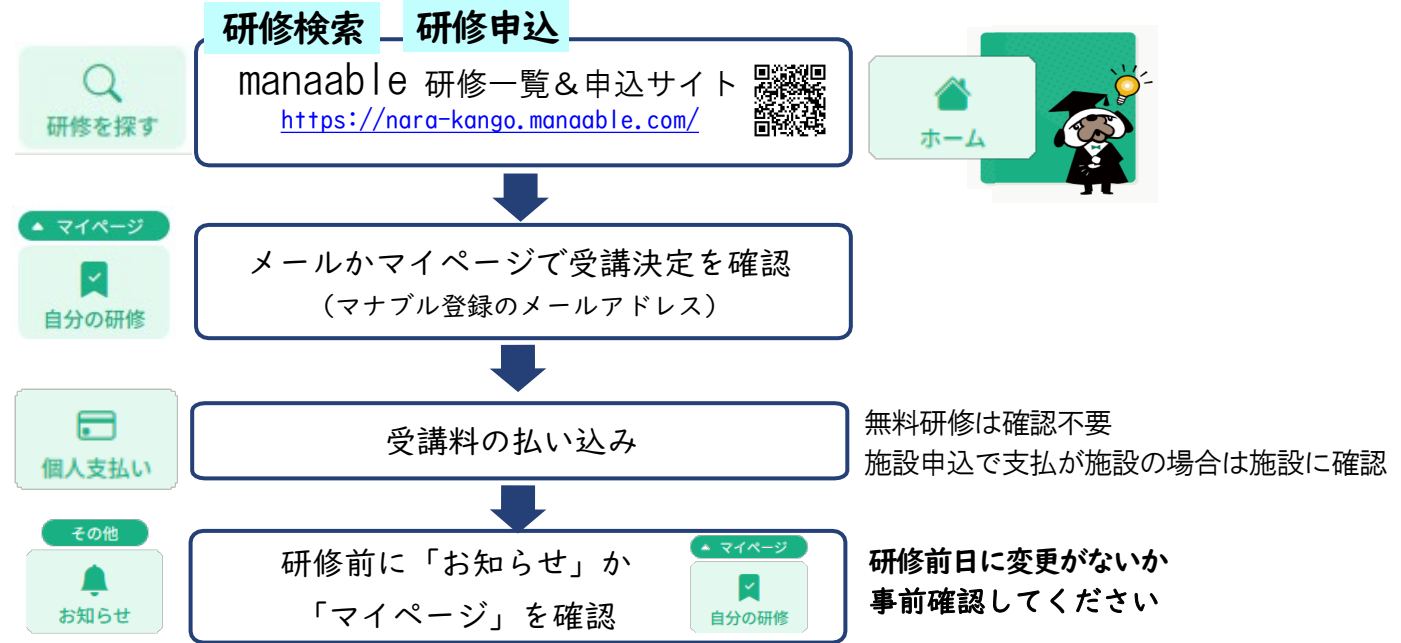 研修検索 研修申込
研修を探す
manaable 研修一覧＆申込サイト
https://nara-kango.manaable.com/
ホーム
マイページ
自分の研修
メールかマイページで受講決定を確認
（マナブル登録のメールアドレス）
個人支払い
受講料の払い込み
無料研修は確認不要
施設申込で支払が施設の場合は施設に確認
その他
お知らせ
研修前に「お知らせ」か
「マイページ」を確認
マイページ
自分の研修
研修前日に変更がないか
事前確認してください